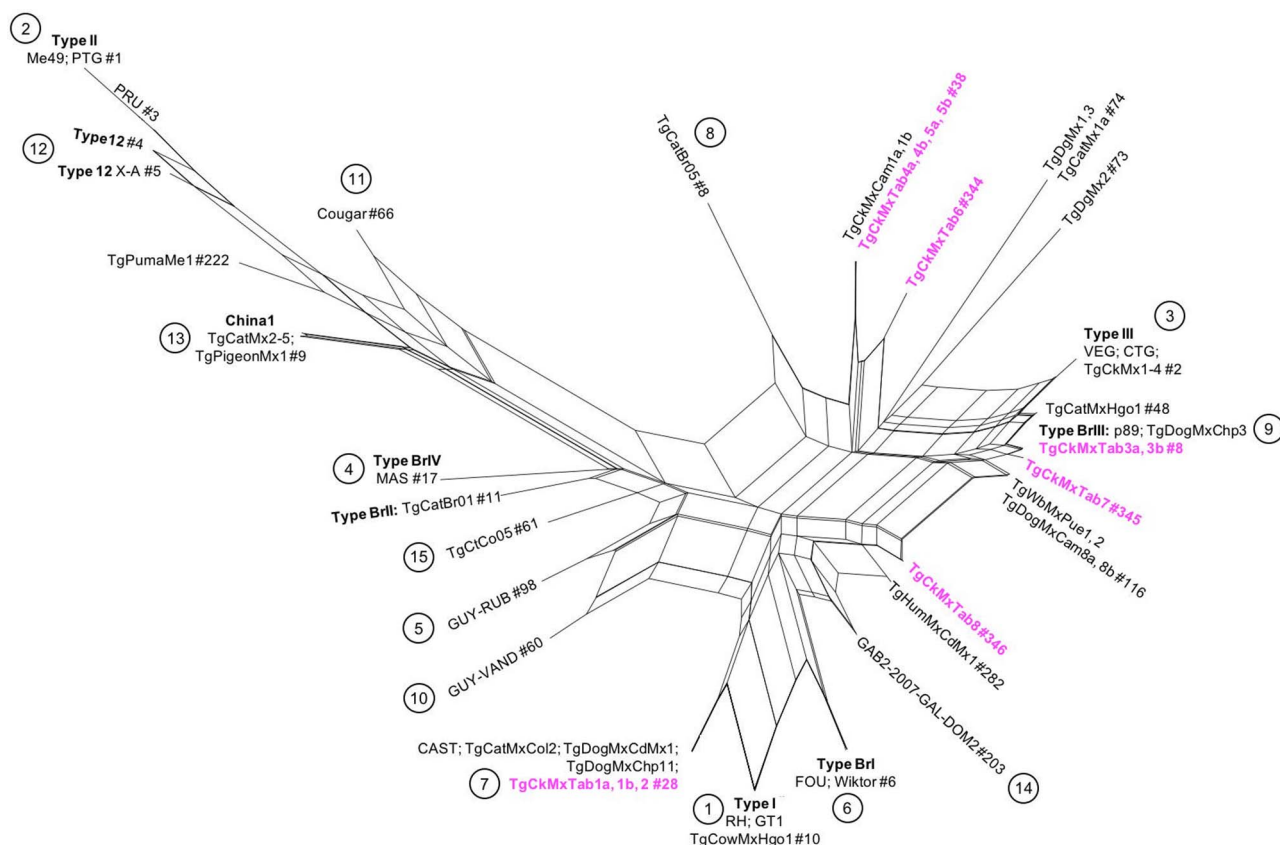 2
Type II
Me49; PTG #1
PRU #3
Type12 #4
12
Type 12 X-A #5
11
Cougar #66
TgPumaMe1 #222
China1
13
TgCatMx2-5;
TgPigeonMx1 #9
8
TgCatBr05 #8
TgCkMxCam1a, 1b
TgCkMxTab4a, 4b, 5a, 5b #38
TgCkMxTab6 #344
TgDgMx1,3
TgCatMx1a #74
TgDgMx2 #73
3
Type III
VEG; CTG;
TgCkMx1-4 #2
TgCatMxHgo1 #48
Type BrIII: p89; TgDogMxChp3
9
TgCkMxTab3a, 3b #8
TgCkMxTab7 #345
TgWbMxPue1, 2
TgDogMxCam8a, 8b #116
4
Type BrIV
MAS #17
Type BrII: TgCatBr01 #11
15
TgCtCo05 #61
5
GUY-RUB #98
10
GUY-VAND #60
TgCkMxTab8 #346
TgHumMxCdMx1 #282
GAB2-2007-GAL-DOM2 #203
14
CAST; TgCatMxCol2; TgDogMxCdMx1;
TgDogMxChp11;
7
TgCkMxTab1a, 1b, 2 #28
1
Type I
RH; GT1
TgCowMxHgo1 #10
Type BrI
FOU; Wiktor #6
6